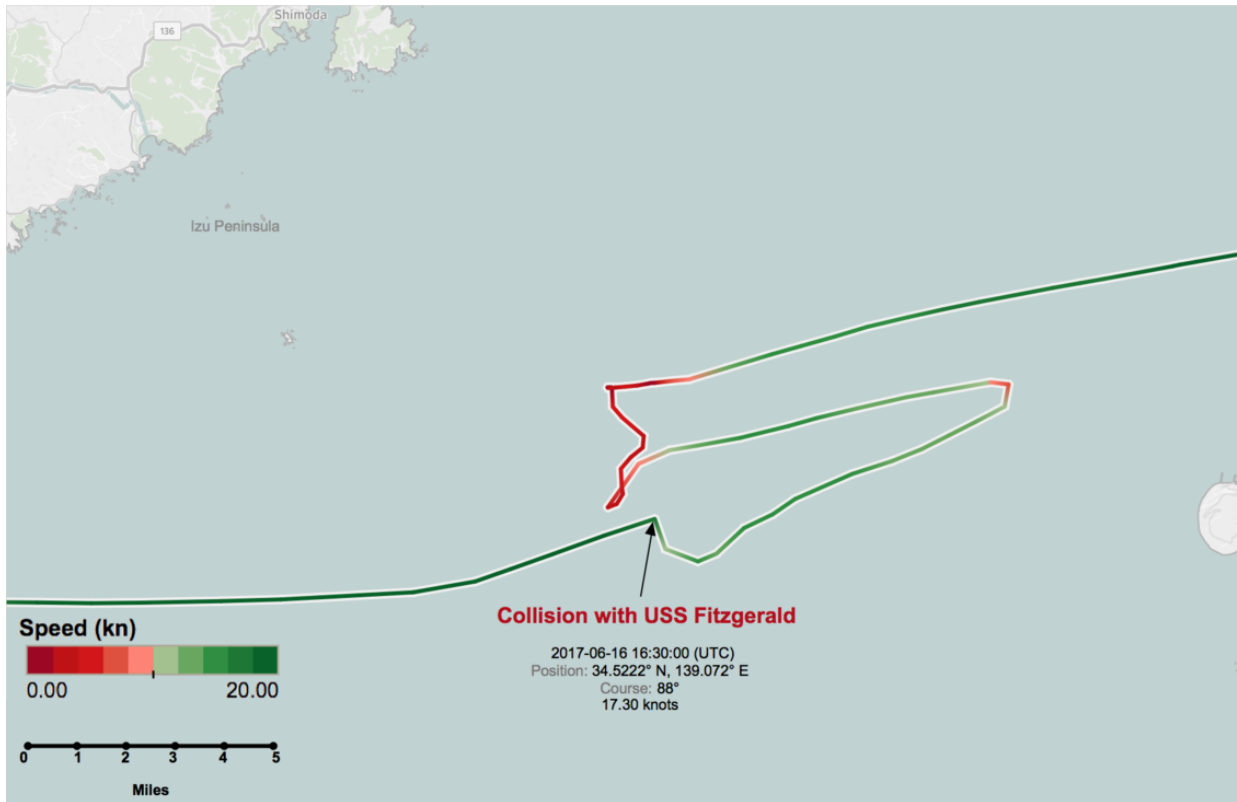 Shimoda
136
Izu Peninsula
Collision with USS Fitzgerald
2017-06-16 16:30:00 (UTC)
Position: 34.5222° N, 139.072° E
Course: 88°
17.30 knots
Speed (kn)
0.00 20.00
0 1 2 3 4 5
Miles